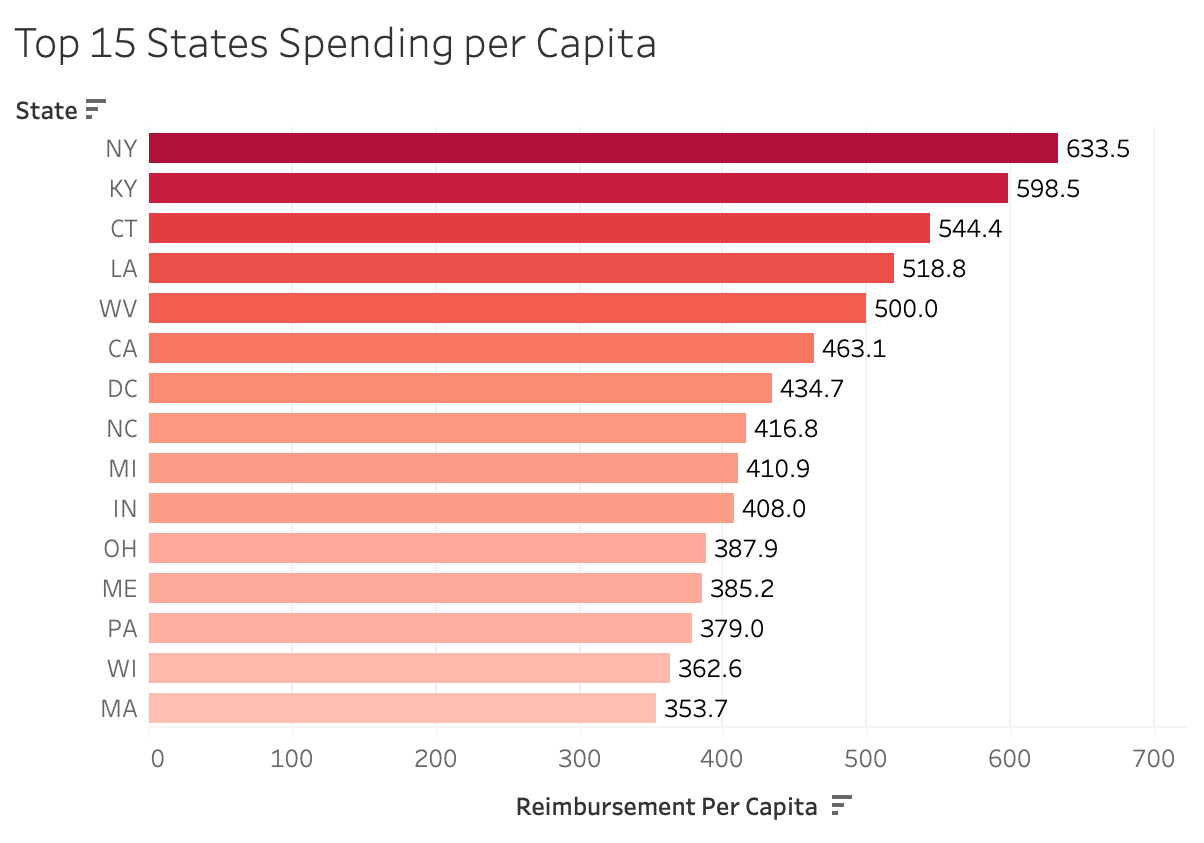 Top 15 States Spending per Capita
State
NY 633.5
KY 598.5
CT 544.4
LA 518.8
WV 500.0
CA 463.1
DC 434.7
NC 416.8
MI 410.9
IN 408.0
OH 387.9
ME 385.2
PA 379.0
WI 362.6
MA 353.7
0 100 200 300 400 500 600 700
Reimbursement Per Capita